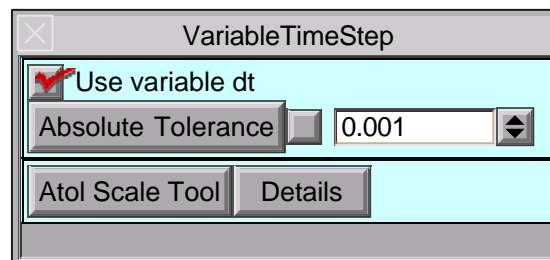 VariableTimeStep
Use variable dt
Absolute Tolerance 0.001
Atol Scale Tool Details